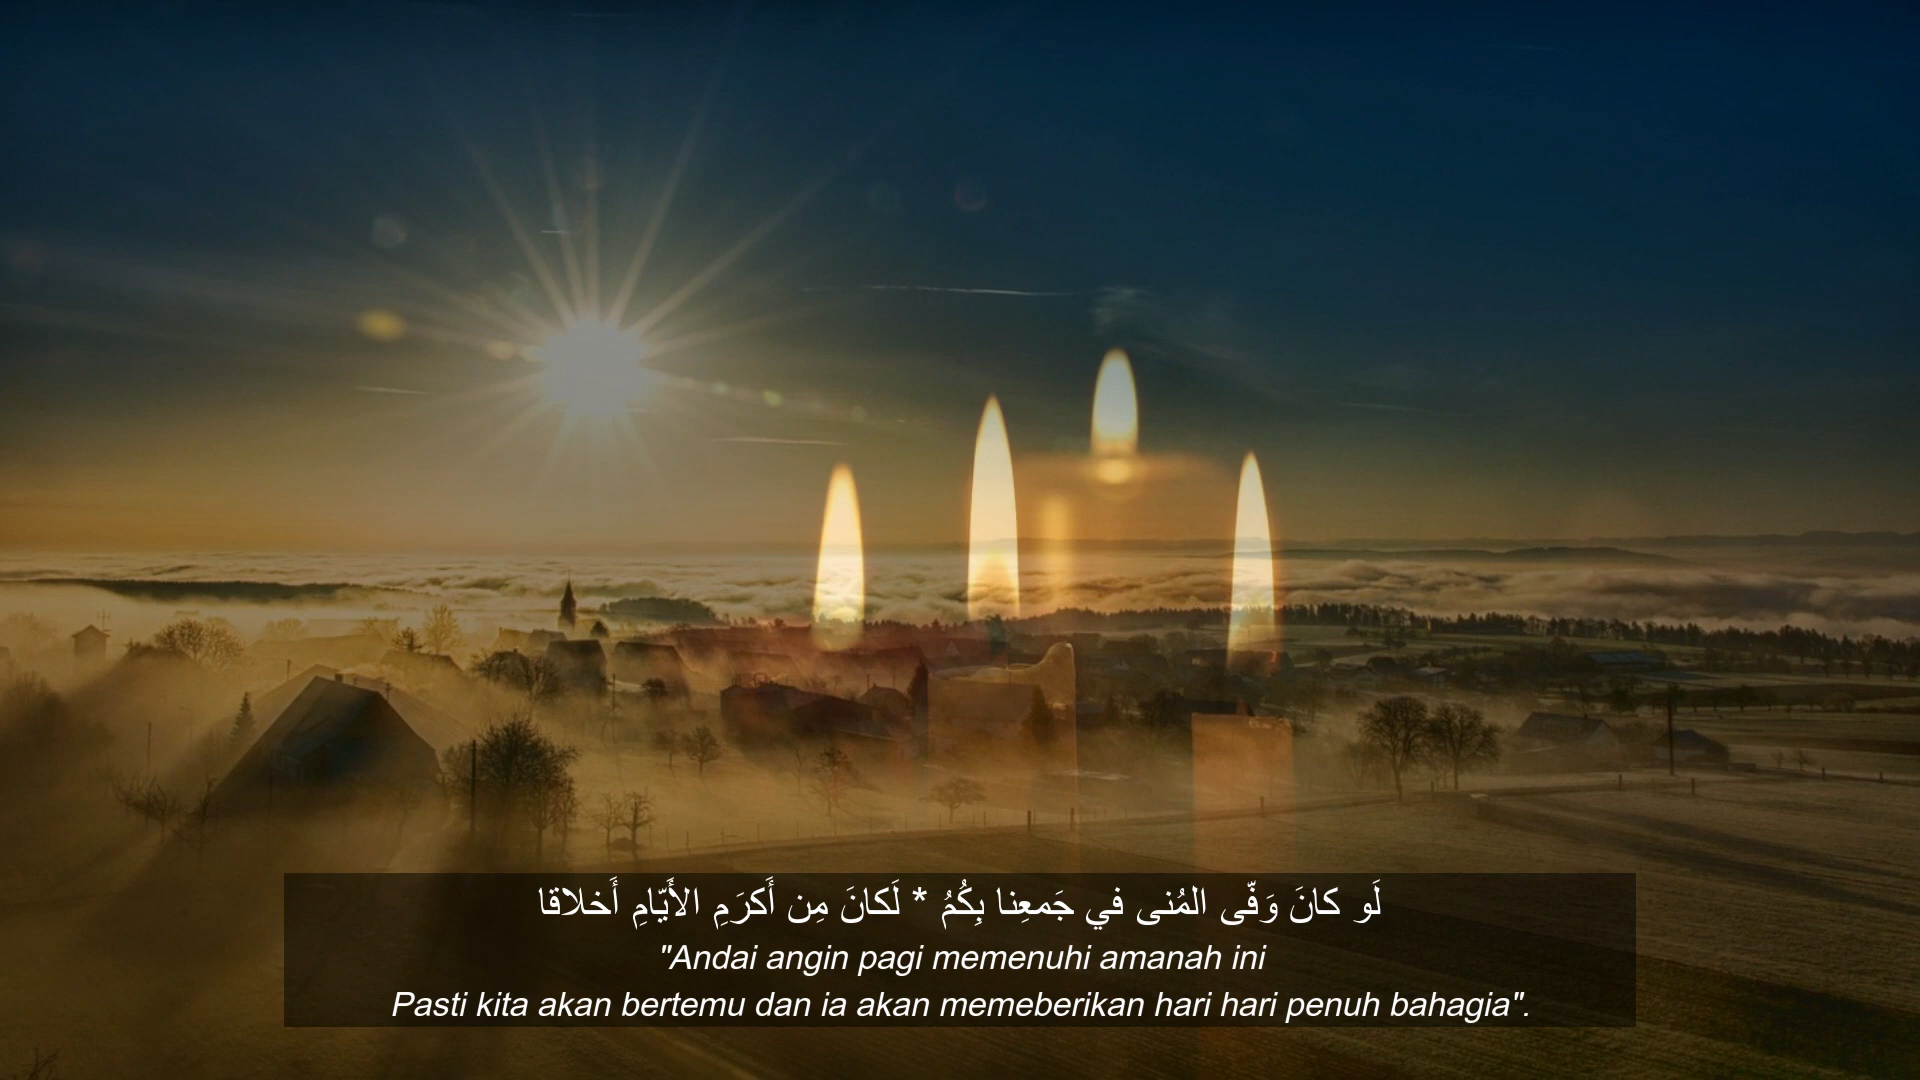 لَو كانَ وَفّى المُنى في جَمعِنا بِكُمُ * لَكانَ مِن أَكرَمِ الأَيّامِ أَخلاقا
"Andai angin pagi memenuhi amanah ini
Pasti kita akan bertemu dan ia akan memeberikan hari hari penuh bahagia".